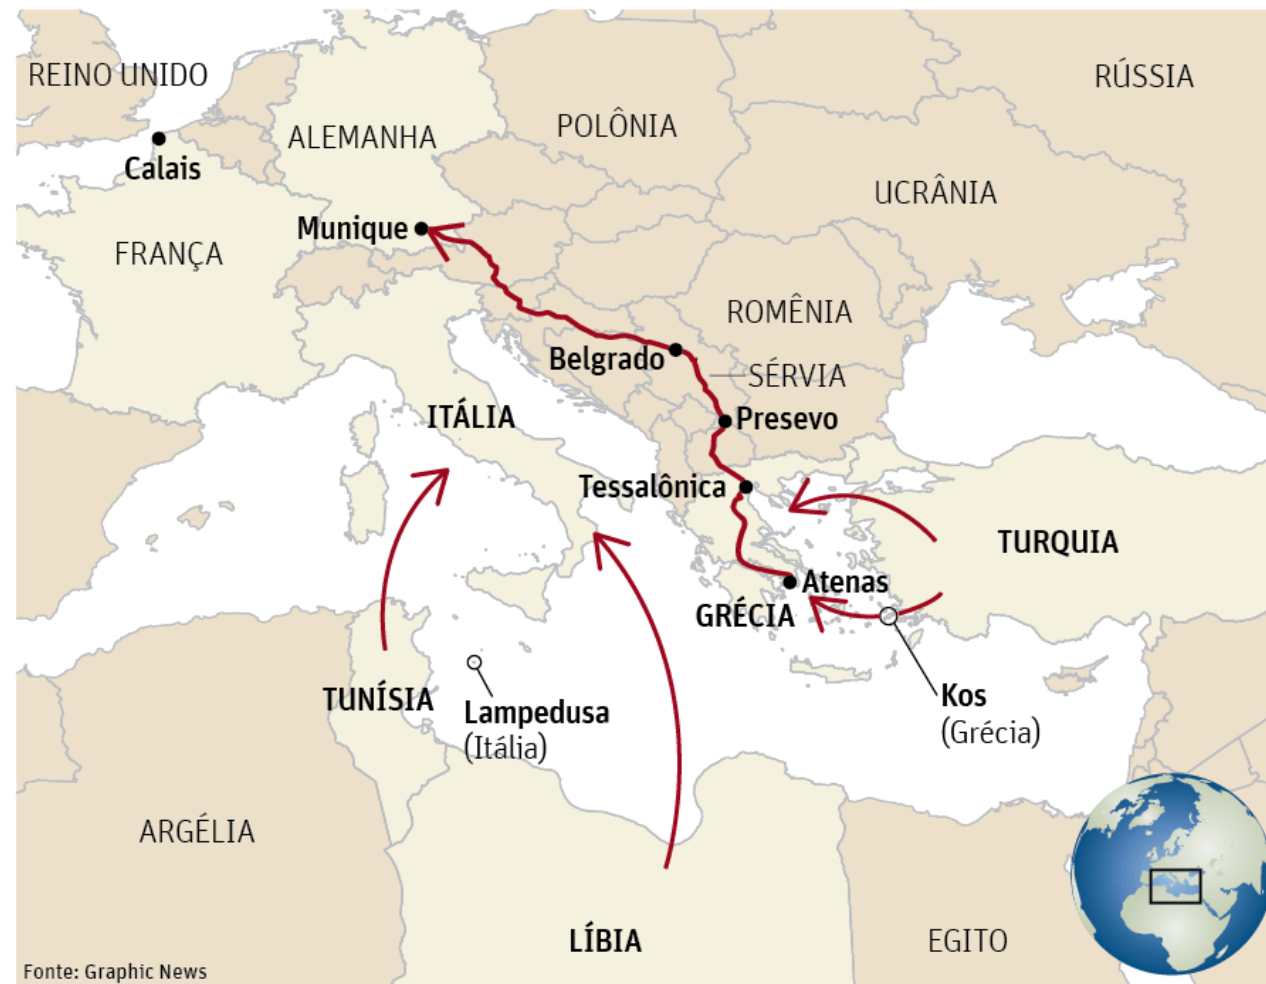 REINO UNIDO
RÚSSIA
POLÔNIA
ALEMANHA
Calais
UCRÂNIA
Munique
FRANÇA
ROMÊNIA
Belgrado
SÉRVIA
ITÁLIA
Presevo
Tessalônica
TURQUIA
Atenas
GRÉCIA
TUNÍSIA
Lampedusa
(Itália)
Kos
(Grécia)
ARGÉLIA
LÍBIA
EGITO
Fonte: Graphic News